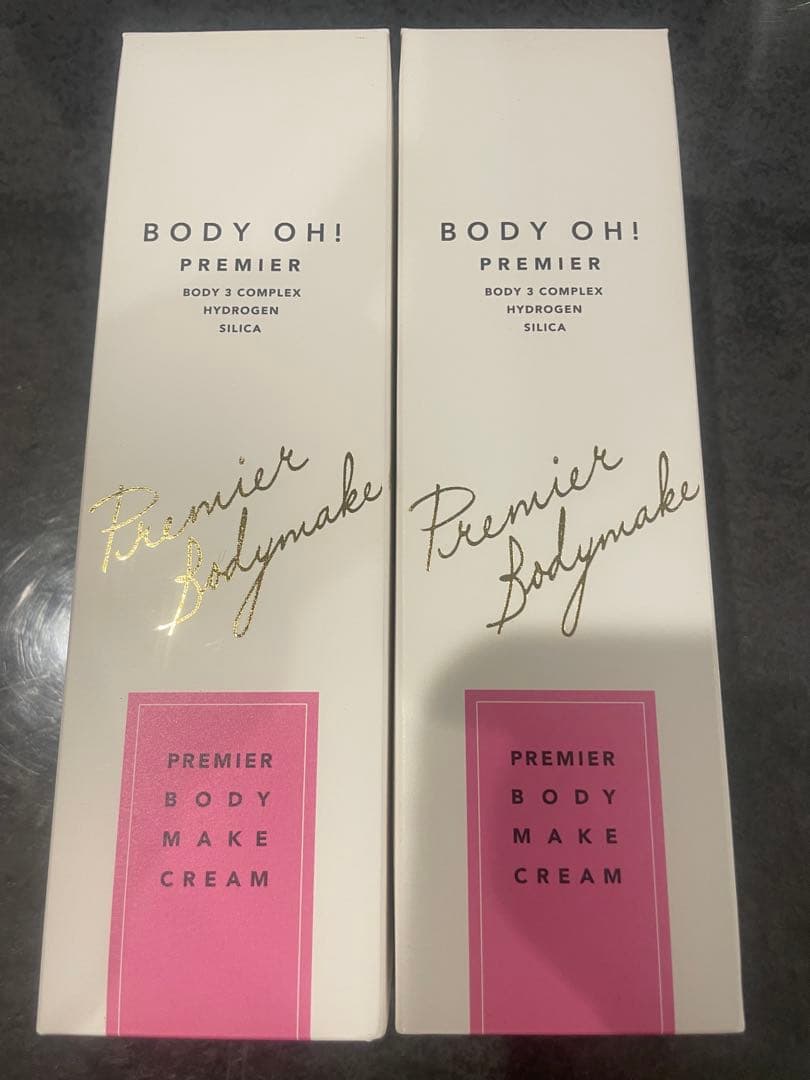 BODY OH!
PREMIER
BODY 3 COMPLEX
HYDROGEN
SILICA
Premier
Bodymake
PREMIER
BODY
MAKE
CREAM
BODY OH!
PREMIER
BODY 3 COMPLEX
HYDROGEN
SILICA
Premier
Bodymake
PREMIER
BODY
MAKE
CREAM